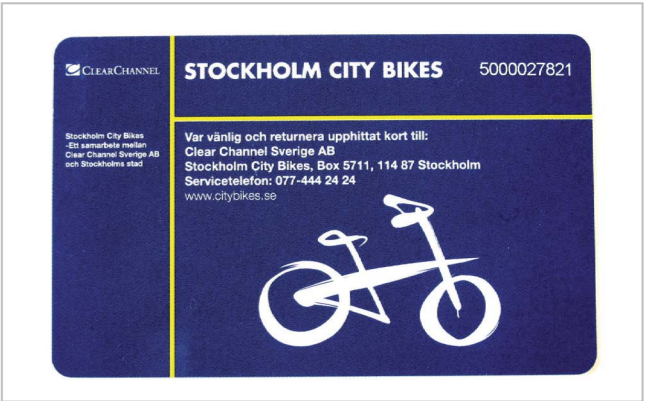 CLEARCHANNEL
STOCKHOLM CITY BIKES 5000027821
Stockholm City Bikes
-Ett samarbete mellan
Clear Channel Sverige AB
och Stockholms stad
Var vänlig och returnera upphittat kort till:
Clear Channel Sverige AB
Stockholm City Bikes, Box 5711, 114 87 Stockholm
Servicetelefon: 077-444 24 24
www.citybikes.se